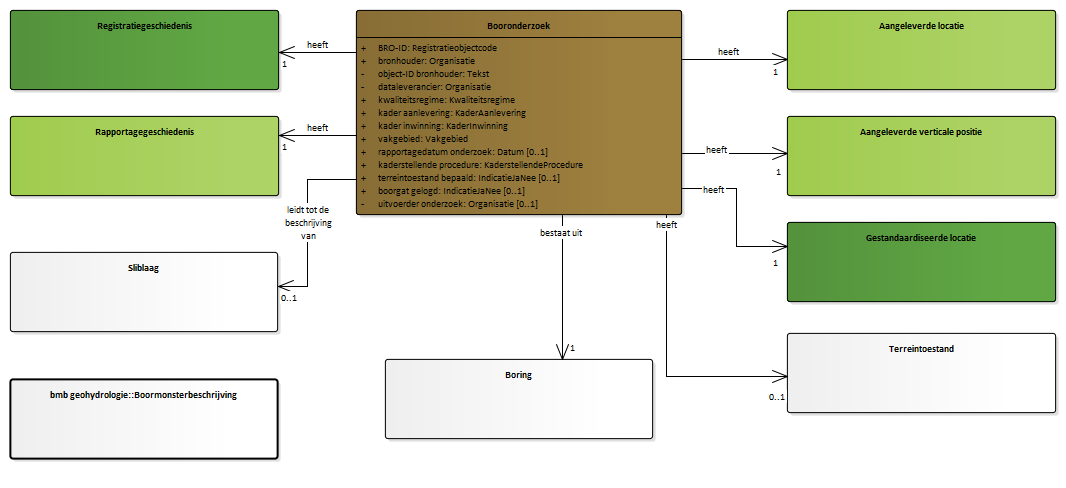 Registratiegeschiedenis
heeft
1
Rapportagegeschiedenis
heeft
1
leidt tot de
beschrijving
van
0..1
Sliblaag
bmb geohydrologie::Boormonsterbeschrijving
Booronderzoek
+ BRO-ID: Registratieobjectcode
+ bronhouder: Organisatie
- object-ID bronhouder: Tekst
- dataleverancier: Organisatie
+ kwaliteitsregime: Kwaliteitsregime
+ kader aanlevering: KaderAanlevering
+ kader inwinning: KaderInwinning
+ vakgebied: Vakgebied
+ rapportagedatum onderzoek: Datum [0..1]
+ kaderstellende procedure: KaderstellendeProcedure
+ terreintoestand bepaald: IndicatieJaNee [0..1]
+ boorgat gelogd: IndicatieJaNee [0..1]
- uitvoerder onderzoek: Organisatie [0..1]
bestaat uit
1
Boring
heeft
1
Aangeleverde locatie
heeft
1
Aangeleverde verticale positie
heeft
1
Gestandaardiseerde locatie
heeft
0..1
Terreintoestand